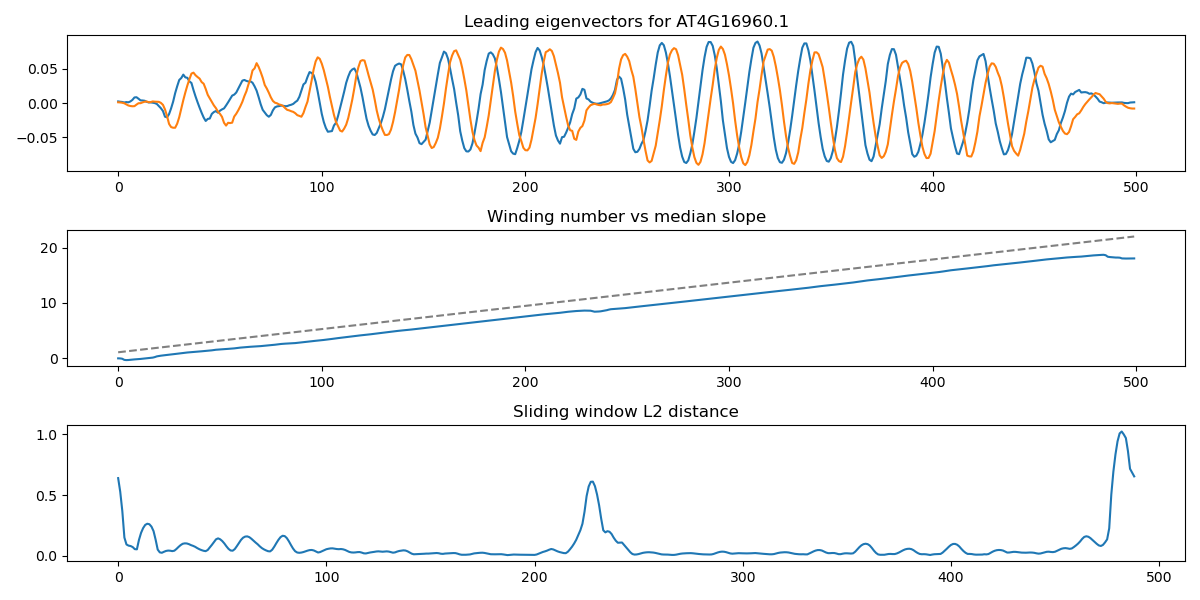 Leading eigenvectors for AT4G16960.1
0.05
0.00
−0.05
0 100 200 300 400 500
Winding number vs median slope
20
10
0
0 100 200 300 400 500
Sliding window L2 distance
1.0
0.5
0.0
0 100 200 300 400 500